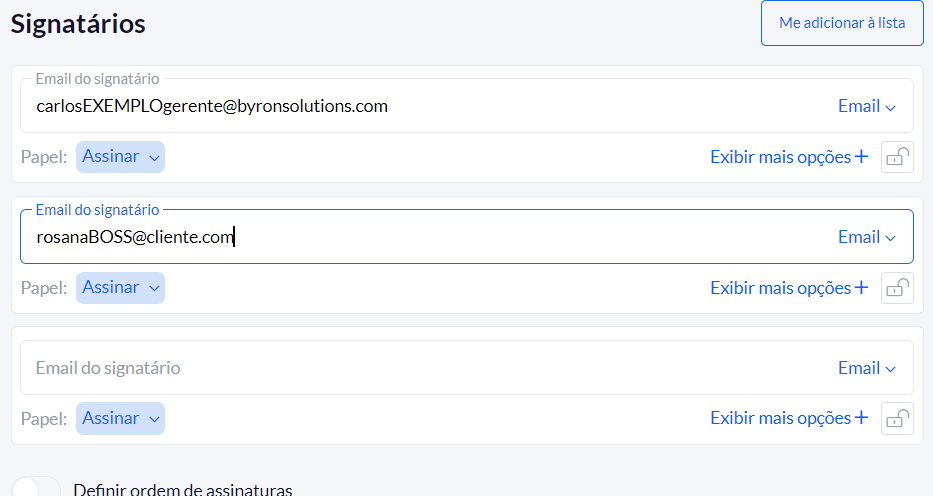 Signatários
Me adicionar à lista
Email do signatário
carlosEXEMPLOgerente@byronsolutions.com
Email
Papel: Assinar
Exibir mais opções +
Email do signatário
rosanaBOSS@cliente.com
Email
Papel: Assinar
Exibir mais opções +
Email do signatário
Email
Papel: Assinar
Exibir mais opções +
Definir ordem de assinaturas